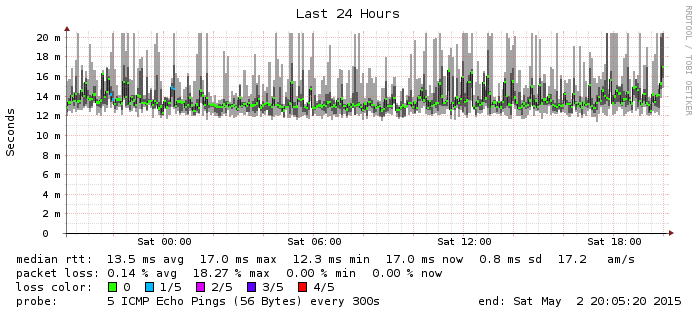 Last 24 Hours
RRDTOOL / TOBI OETIKER
Seconds
20 m
18 m
16 m
14 m
12 m
10 m
8 m
6 m
4 m
2 m
0
Sat 00:00 Sat 06:00 Sat 12:00 Sat 18:00
median rtt: 13.5 ms avg 17.0 ms max 12.3 ms min 17.0 ms now 0.8 ms sd 17.2 am/s
packet loss: 0.14 % avg 18.27 % max 0.00 % min 0.00 % now
loss color: 0 1/5 2/5 3/5 4/5
probe: 5 ICMP Echo Pings (56 Bytes) every 300s end: Sat May 2 20:05:20 2015